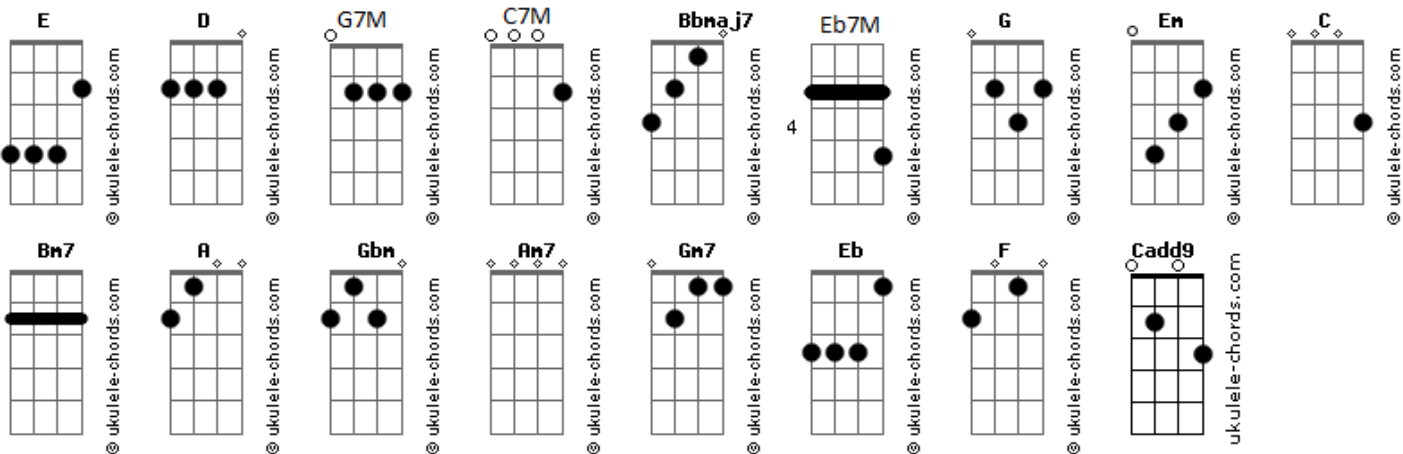 E D G7M C7M Bbmaj7 Eb7M G Em C
© ukulele-chords.com © ukulele-chords.com © ukulele-chords.com © ukulele-chords.com © ukulele-chords.com © ukulele-chords.com © ukulele-chords.com © ukulele-chords.com © ukulele-chords.com
4
Bm7 A Gbm Am7 Gm7 Eb F Cadd9
© ukulele-chords.com © ukulele-chords.com © ukulele-chords.com © ukulele-chords.com © ukulele-chords.com © ukulele-chords.com © ukulele-chords.com ukulele-chords.com